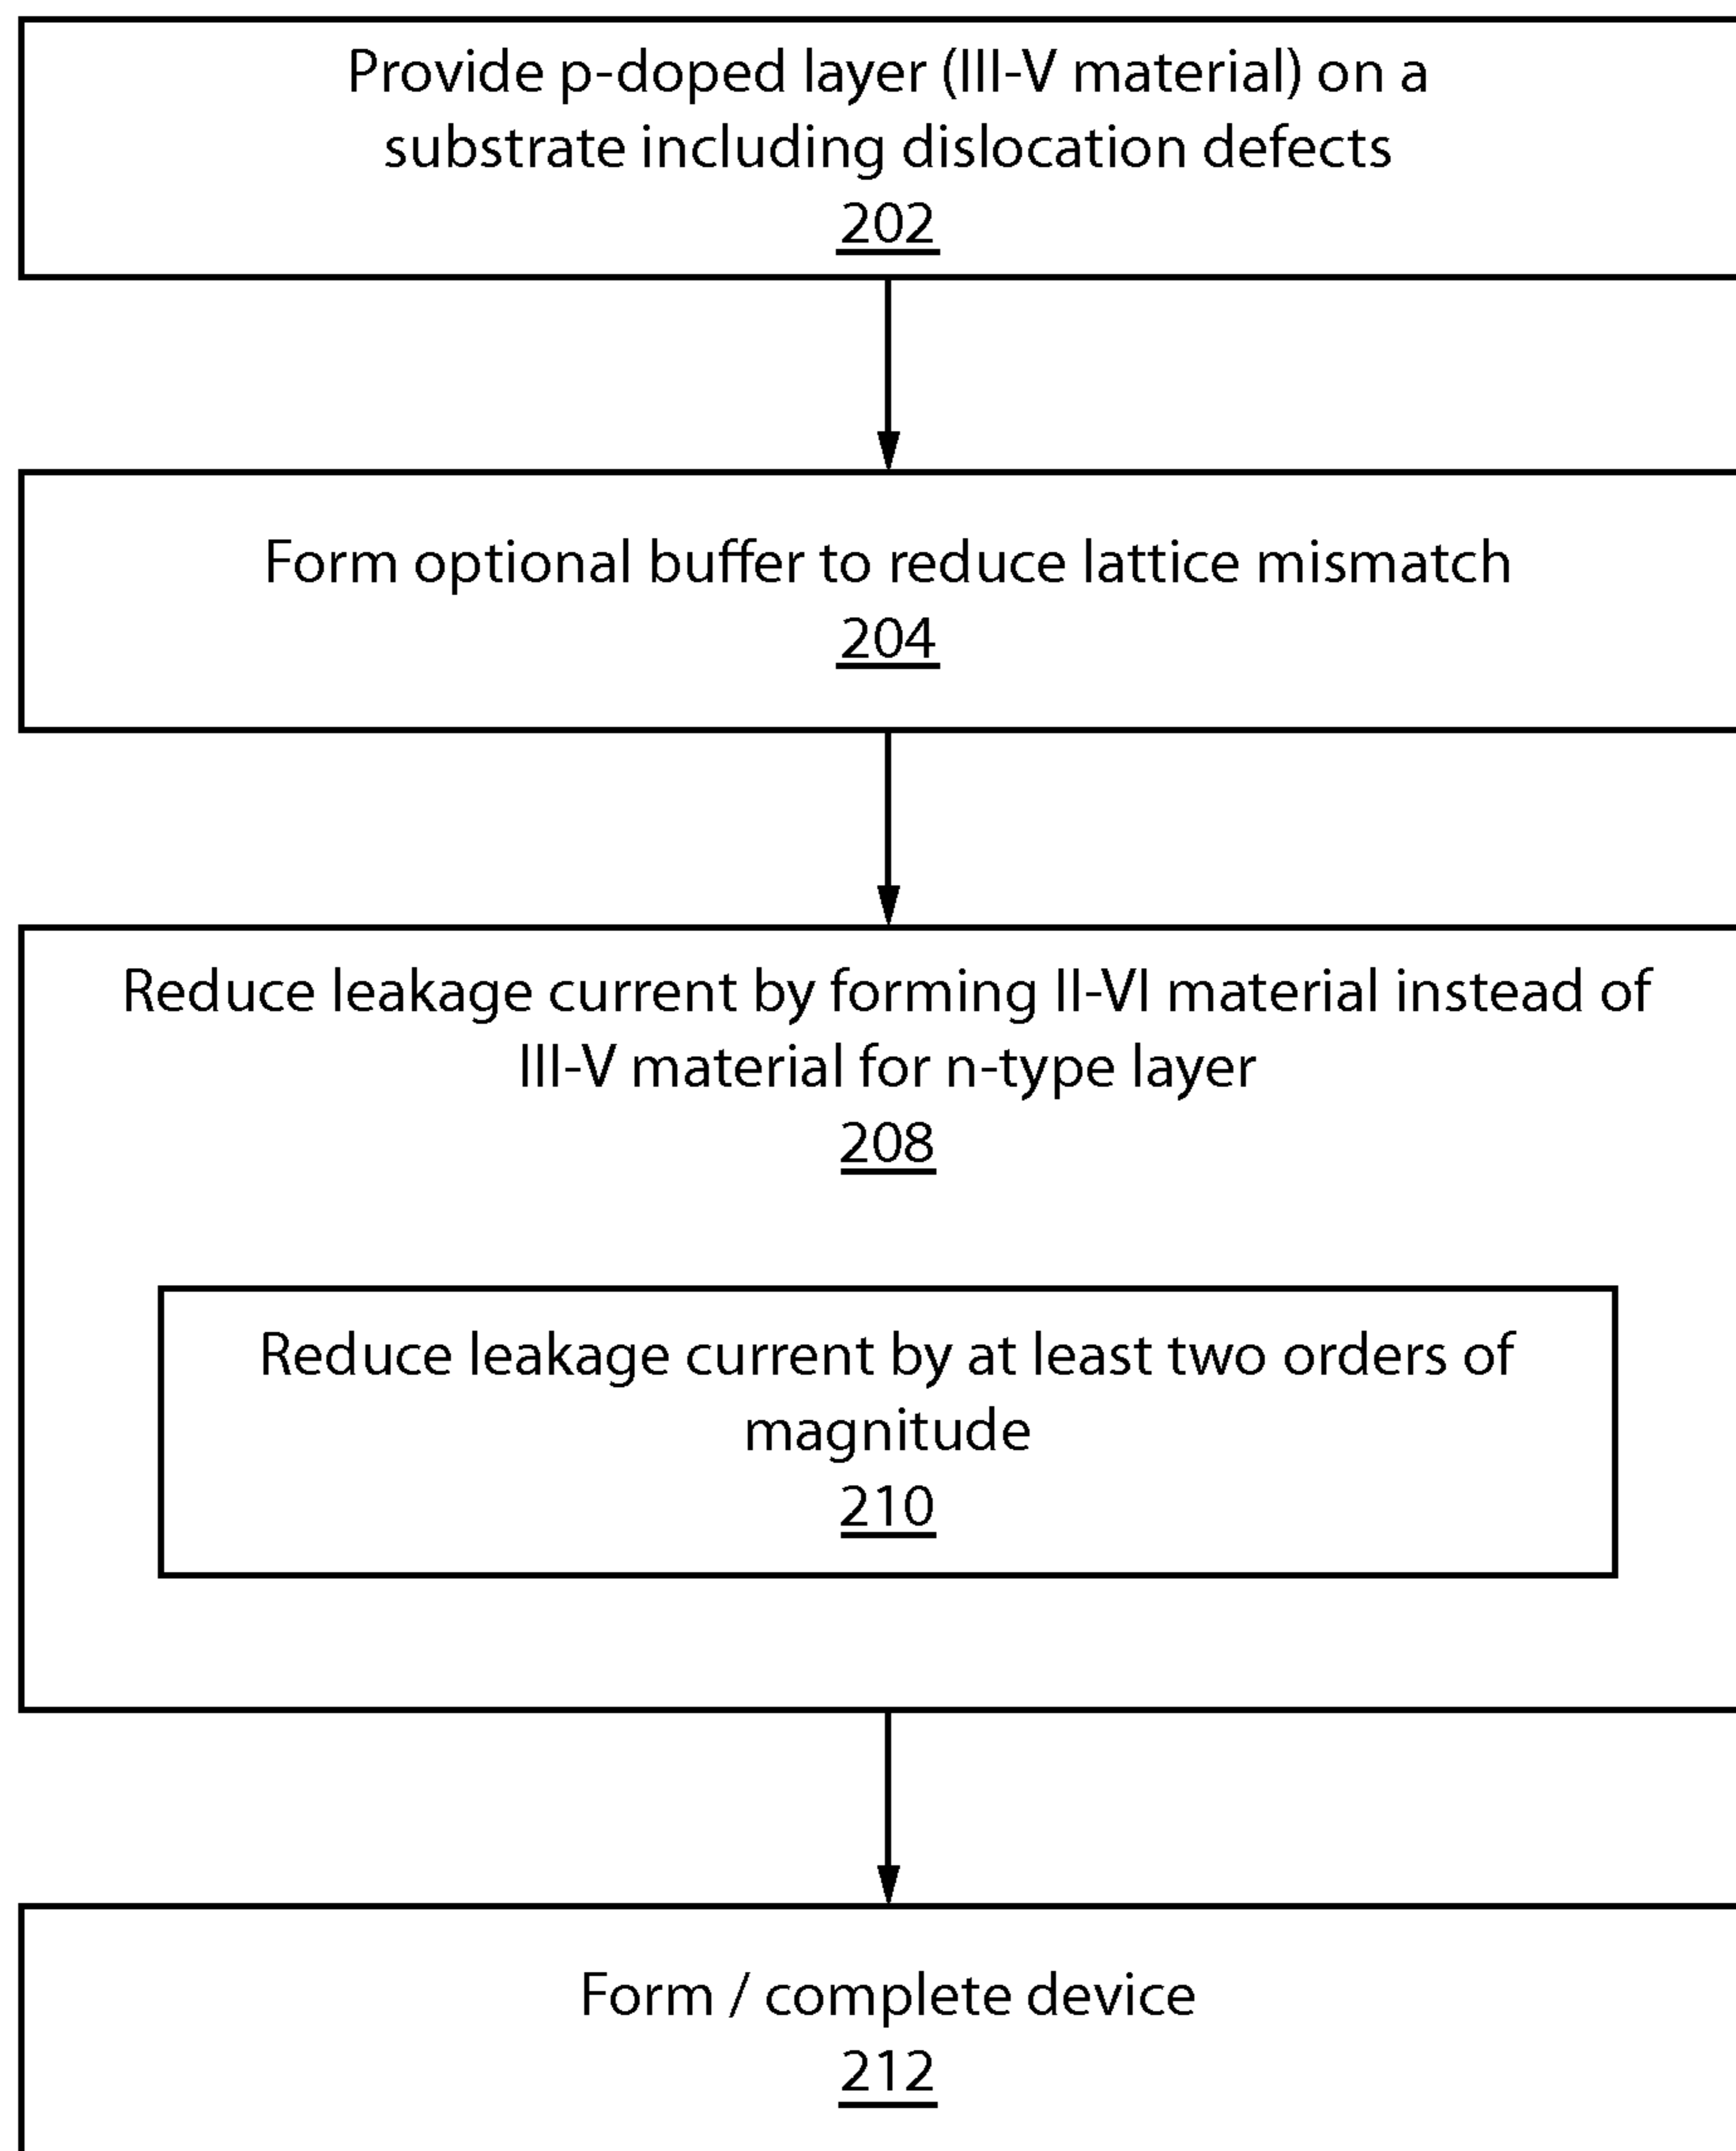 Provide p-doped layer (III-V material) on a
substrate including dislocation defects
202
Form optional buffer to reduce lattice mismatch
204
Reduce leakage current by forming II-VI material instead of
III-V material for n-type layer
208
Reduce leakage current by at least two orders of
magnitude
210
Form / complete device
212